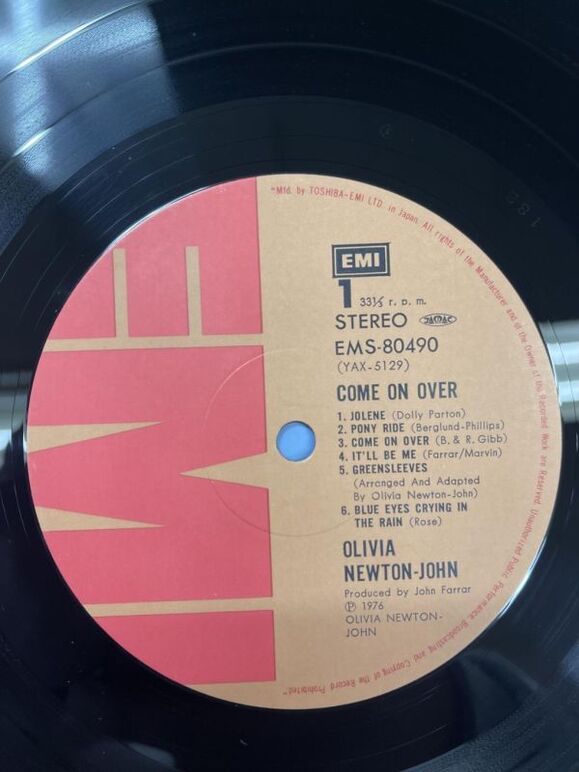 "Mfd. by TOSHIBA-EMI LTD. in Japan. All rights of the Manufacturer and of the Owner of the Recorded Work are Reserved. Unauthorized Public Performance, Broadcasting and Copying of the Record Prohibited"
EMI
EMI
1 33⅓ r. p. m.
STEREO JASRAC
EMS-80490
(YAX-5129)
COME ON OVER
1. JOLENE (Dolly Parton)
2. PONY RIDE (Berglund-Phillips)
3. COME ON OVER (B. & R. Gibb)
4. IT'LL BE ME (Farrar/Marvin)
5. GREENSLEEVES
(Arranged And Adapted
By Olivia Newton-John)
6. BLUE EYES CRYING IN
THE RAIN (Rose)
OLIVIA
NEWTON-JOHN
Produced by John Farrar
Ⓟ 1976
OLIVIA NEWTON-
JOHN